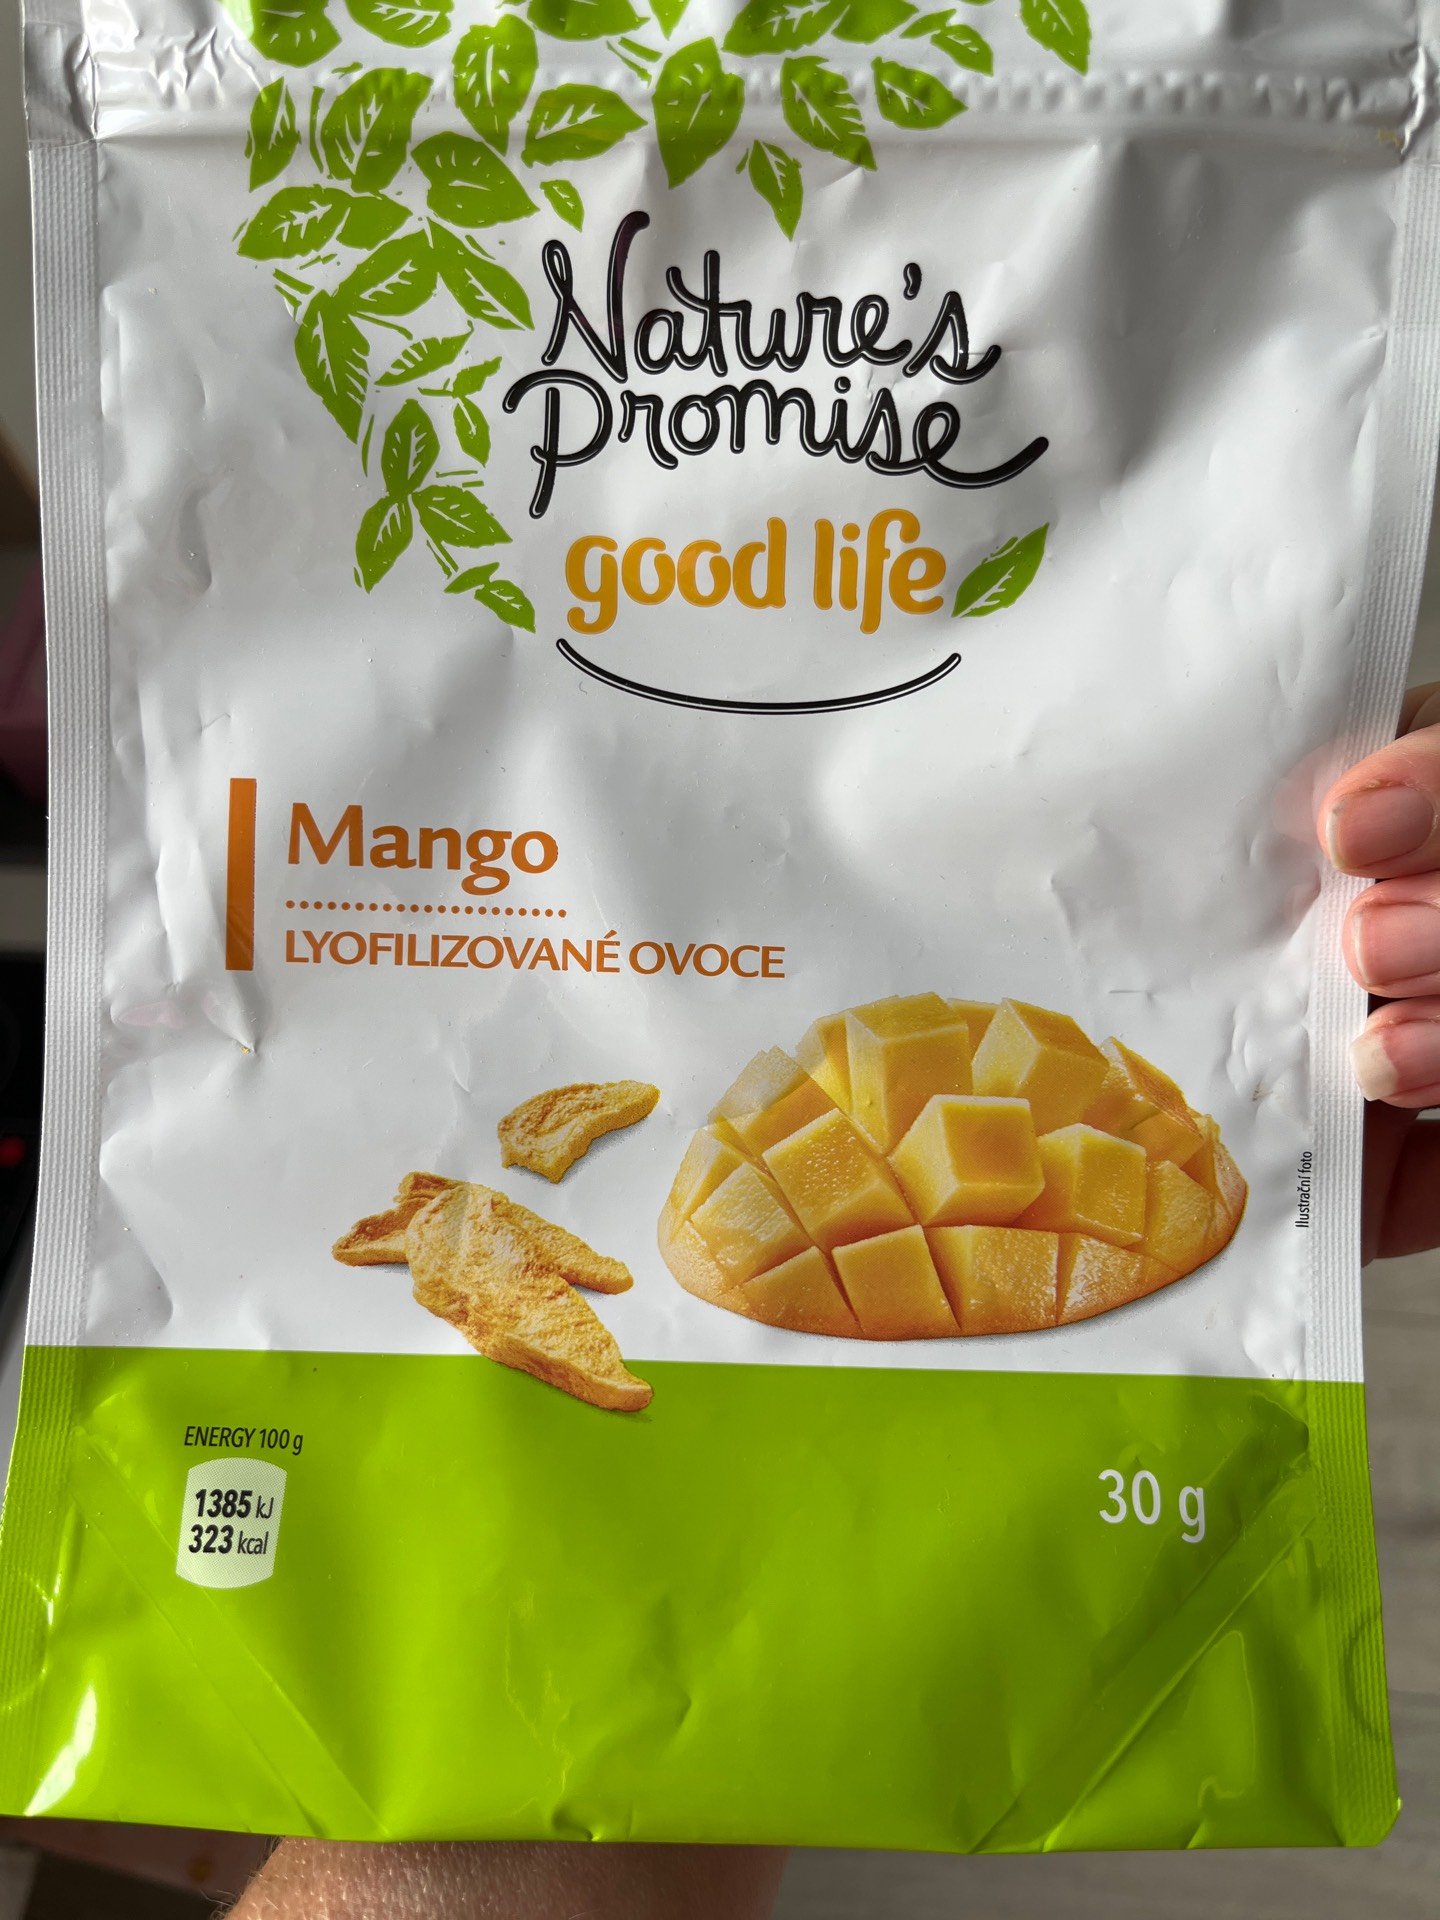 Nature's
Promise
good life
Mango
LYOFILIZOVANÉ OVOCE
Ilustrační foto
ENERGY 100 g
1385 kJ
323 kcal
30 g